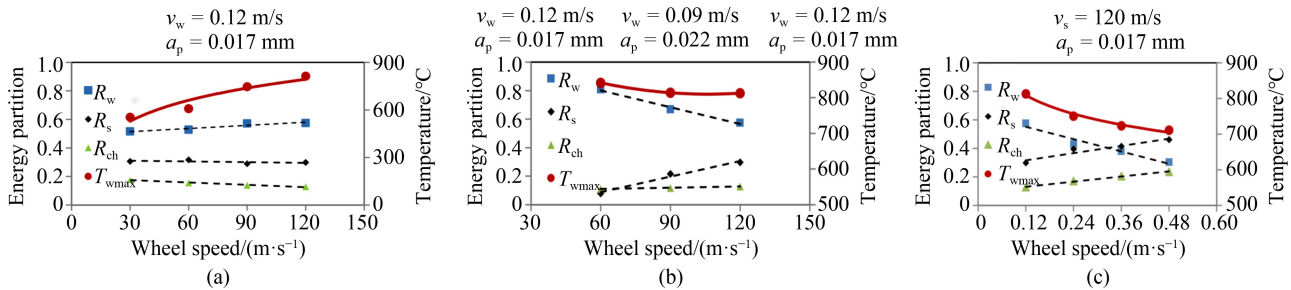 v_w = 0.12 m/s
a_p = 0.017 mm
Energy partition
1.0
0.8
0.6
0.4
0.2
0
R_w
R_s
R_ch
T_wmax
900
600
300
0
Temperature/°C
0 30 60 90 120 150
Wheel speed/(m·s⁻¹)
(a)
v_w = 0.12 m/s v_w = 0.09 m/s v_w = 0.12 m/s
a_p = 0.017 mm a_p = 0.022 mm a_p = 0.017 mm
Energy partition
1.0
0.8
0.6
0.4
0.2
0
R_w
R_s
R_ch
T_wmax
900
800
700
600
500
Temperature/°C
30 60 90 120 150
Wheel speed/(m·s⁻¹)
(b)
v_s = 120 m/s
a_p = 0.017 mm
Energy partition
1.0
0.8
0.6
0.4
0.2
0
R_w
R_s
R_ch
T_wmax
900
800
700
600
500
Temperature/°C
0 0.12 0.24 0.36 0.48 0.60
Wheel speed/(m·s⁻¹)
(c)